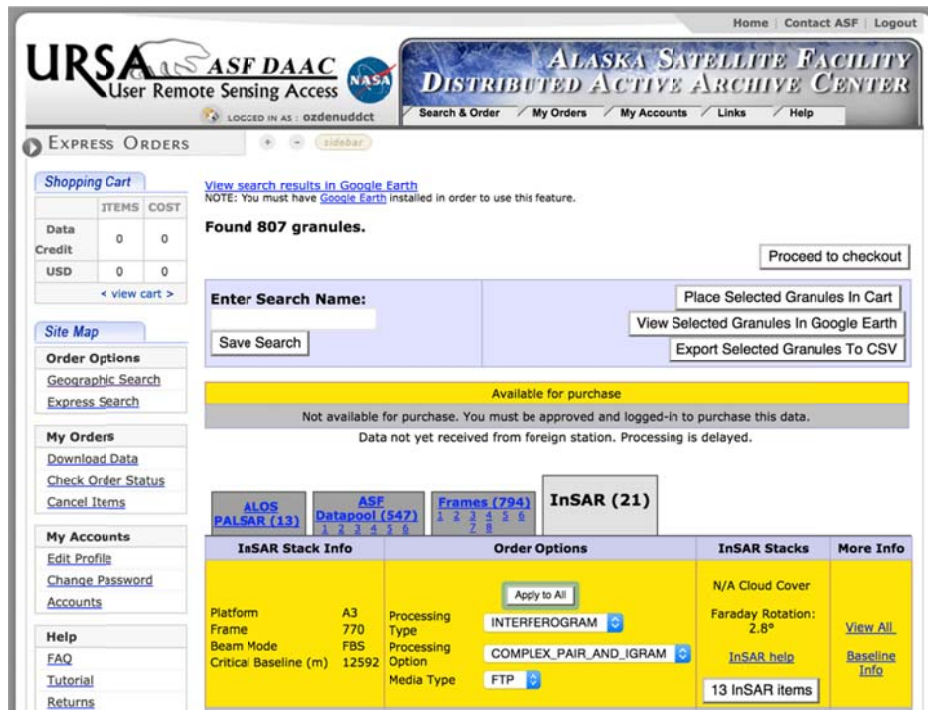 Home | Contact ASF | Logout
URSA ASF DAAC
User Remote Sensing Access
NASA
LOGGED IN AS : ozdenuddct
ALASKA SATELLITE FACILITY
DISTRIBUTED ACTIVE ARCHIVE CENTER
Search & Order / My Orders / My Accounts / Links / Help
EXPRESS ORDERS
+ - sidebar
Shopping Cart
ITEMS COST
Data Credit 0 0
USD 0 0
< view cart >
Site Map
Order Options
Geographic Search
Express Search
My Orders
Download Data
Check Order Status
Cancel Items
My Accounts
Edit Profile
Change Password
Accounts
Help
FAQ
Tutorial
Returns
View search results in Google Earth
NOTE: You must have Google Earth installed in order to use this feature.
Found 807 granules.
Proceed to checkout
Enter Search Name:
Save Search
Place Selected Granules In Cart
View Selected Granules In Google Earth
Export Selected Granules To CSV
Available for purchase
Not available for purchase. You must be approved and logged-in to purchase this data.
Data not yet received from foreign station. Processing is delayed.
ALOS PALSAR (13)
ASF Datapool (547)
1 2 3 4 5 6
Frames (794)
1 2 3 4 5 6
7 8
InSAR (21)
InSAR Stack Info
Order Options
InSAR Stacks
More Info
Platform A3
Frame 770
Beam Mode FBS
Critical Baseline (m) 12592
Apply to All
Processing Type INTERFEROGRAM
Processing Option COMPLEX_PAIR_AND_IGRAM
Media Type FTP
N/A Cloud Cover
Faraday Rotation:
2.8°
InSAR help
13 InSAR items
View All
Baseline
Info